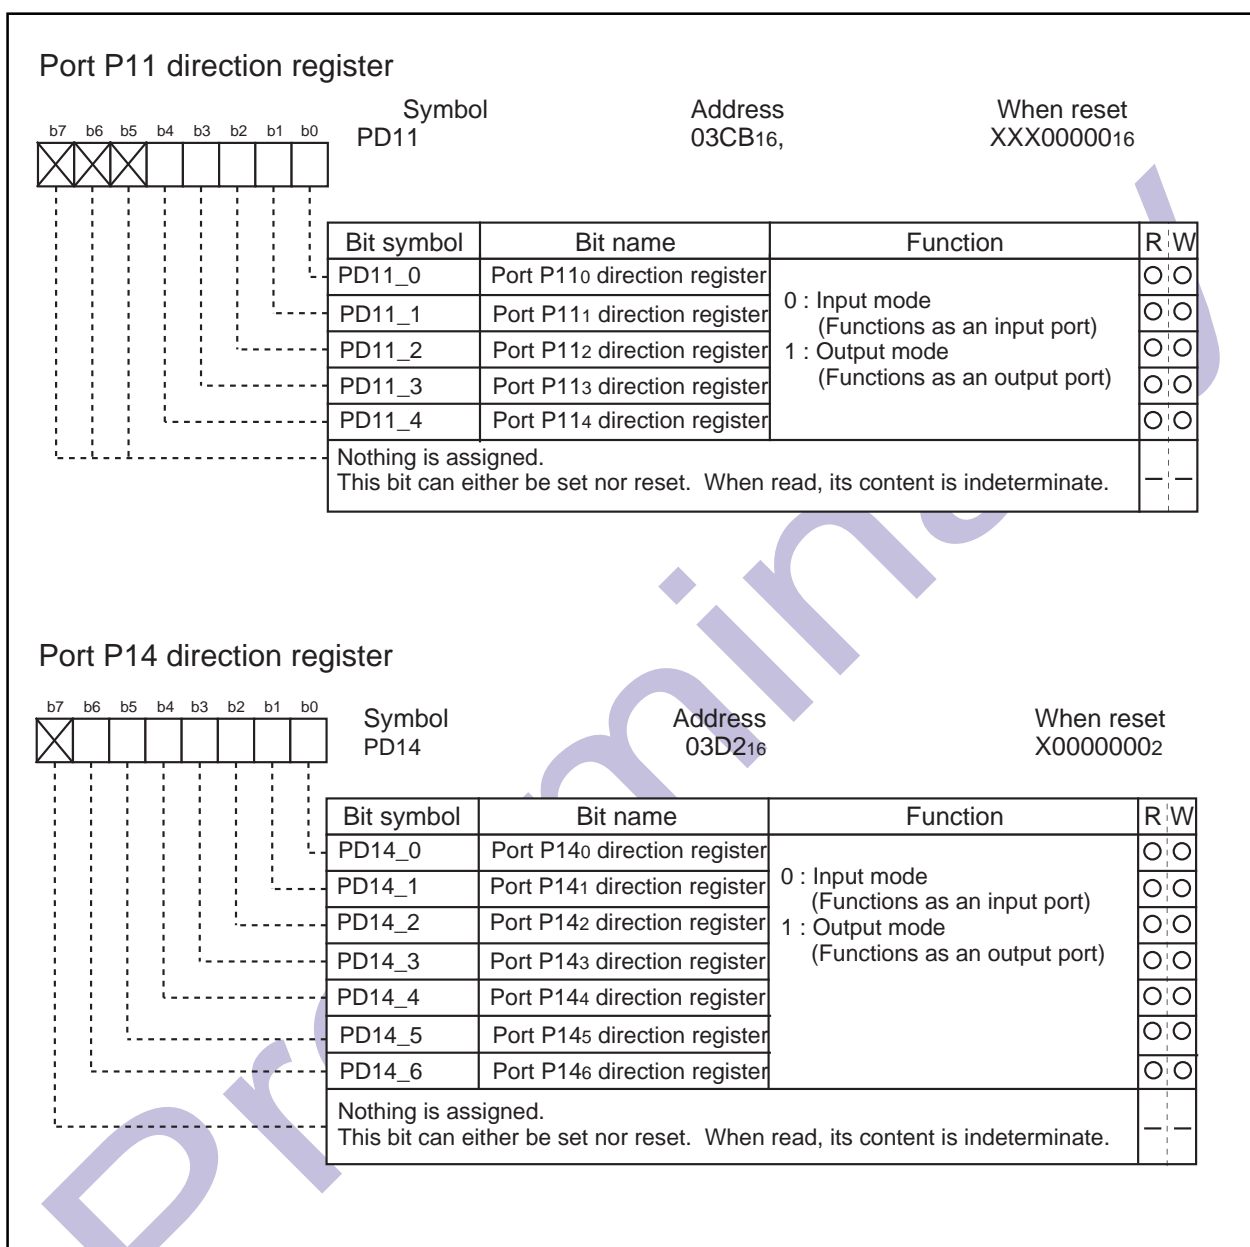 Port P11 direction register
Symbol Address When reset
PD11 03CB16, XXX0000016
b7 b6 b5 b4 b3 b2 b1 b0
Bit symbol Bit name Function R W
PD11_0 Port P110 direction register
PD11_1 Port P111 direction register
PD11_2 Port P112 direction register
PD11_3 Port P113 direction register
PD11_4 Port P114 direction register
0 : Input mode
(Functions as an input port)
1 : Output mode
(Functions as an output port)
Nothing is assigned.
This bit can either be set nor reset. When read, its content is indeterminate.
Port P14 direction register
b7 b6 b5 b4 b3 b2 b1 b0
Symbol Address When reset
PD14 03D216 X00000002
Bit symbol Bit name Function R W
PD14_0 Port P140 direction register
PD14_1 Port P141 direction register
PD14_2 Port P142 direction register
PD14_3 Port P143 direction register
PD14_4 Port P144 direction register
PD14_5 Port P145 direction register
PD14_6 Port P146 direction register
0 : Input mode
(Functions as an input port)
1 : Output mode
(Functions as an output port)
Nothing is assigned.
This bit can either be set nor reset. When read, its content is indeterminate.